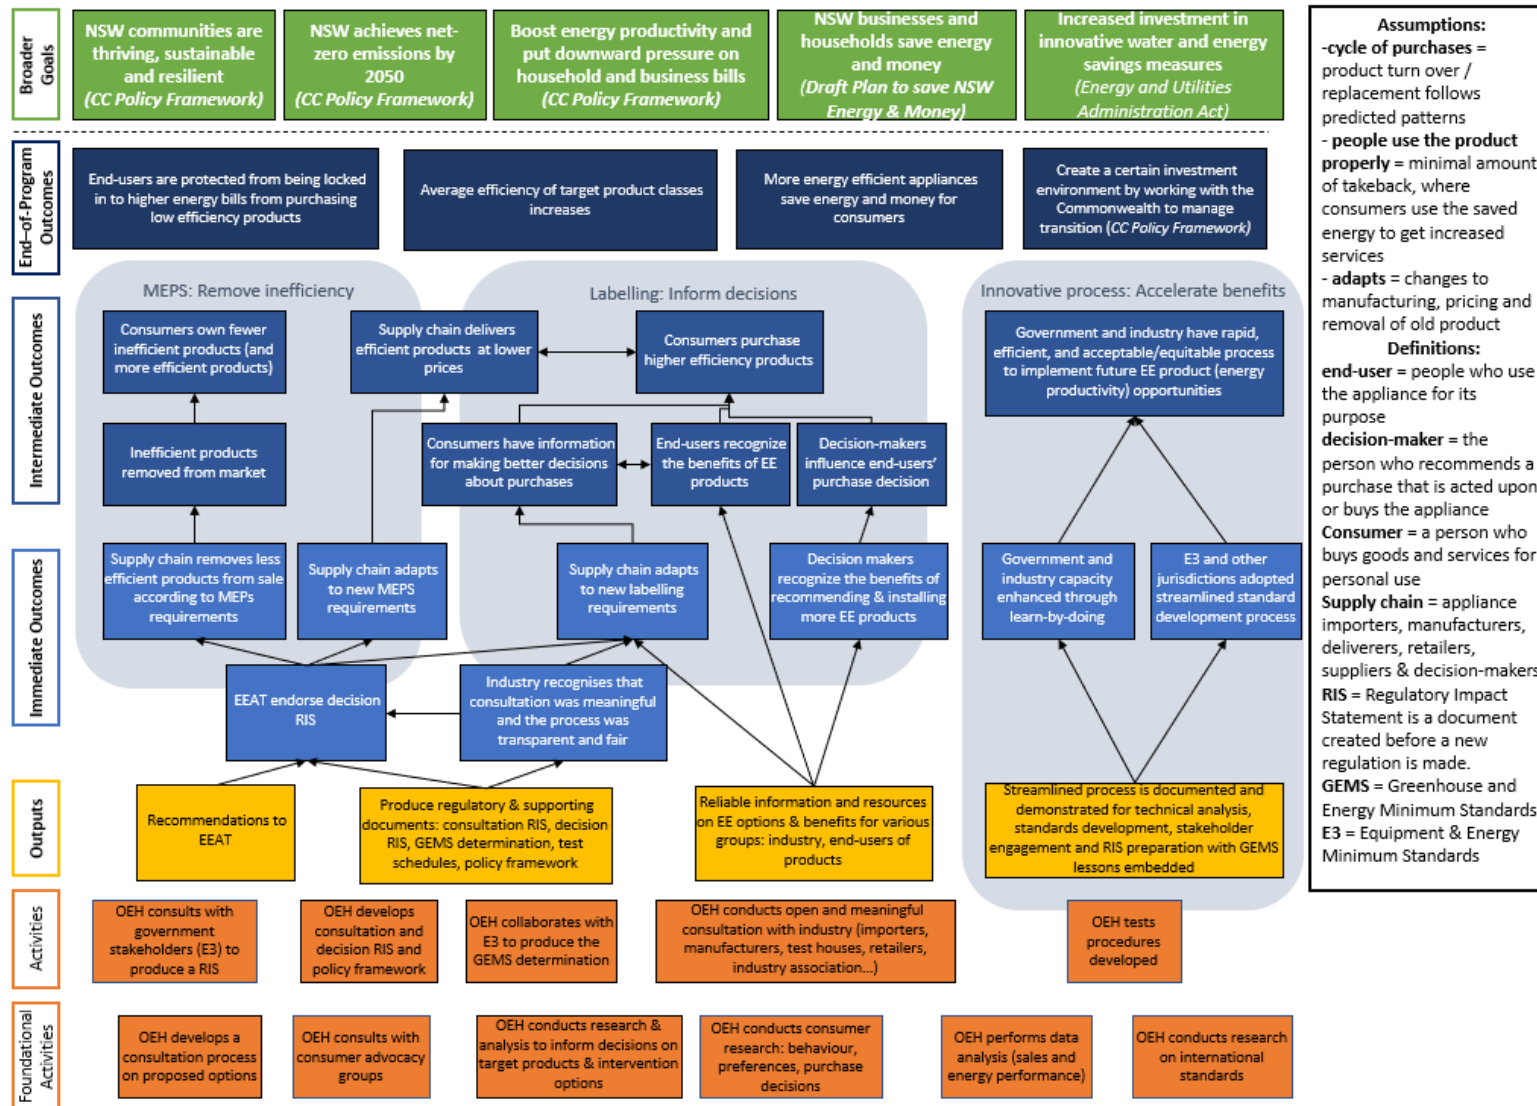 Broader
Goals
NSW communities are
thriving, sustainable
and resilient
(CC Policy Framework)
NSW achieves net-
zero emissions by
2050
(CC Policy Framework)
Boost energy productivity and
put downward pressure on
household and business bills
(CC Policy Framework)
NSW businesses and
households save energy
and money
(Draft Plan to save NSW
Energy & Money)
Increased investment in
innovative water and energy
savings measures
(Energy and Utilities
Administration Act)
End-of-Program
Outcomes
End-users are protected from being locked
in to higher energy bills from purchasing
low efficiency products
Average efficiency of target product classes
increases
More energy efficient appliances
save energy and money for
consumers
Create a certain investment
environment by working with the
Commonwealth to manage
transition (CC Policy Framework)
Intermediate Outcomes
MEPS: Remove inefficiency
Labelling: Inform decisions
Innovative process: Accelerate benefits
Consumers own fewer
inefficient products (and
more efficient products)
Supply chain delivers
efficient products at lower
prices
Consumers purchase
higher efficiency products
Government and industry have rapid,
efficient, and acceptable/equitable process
to implement future EE product (energy
productivity) opportunities
Inefficient products
removed from market
Consumers have information
for making better decisions
about purchases
End-users recognize
the benefits of EE
products
Decision-makers
influence end-users'
purchase decision
Immediate Outcomes
Supply chain removes less
efficient products from sale
according to MEPs
requirements
Supply chain adapts
to new MEPS
requirements
Supply chain adapts
to new labelling
requirements
Decision makers
recognize the benefits of
recommending & installing
more EE products
Government and
industry capacity
enhanced through
learn-by-doing
E3 and other
jurisdictions adopted
streamlined standard
development process
EEAT endorse decision
RIS
Industry recognises that
consultation was meaningful
and the process was
transparent and fair
Outputs
Recommendations to
EEAT
Produce regulatory & supporting
documents: consultation RIS, decision
RIS, GEMS determination, test
schedules, policy framework
Reliable information and resources
on EE options & benefits for various
groups: industry, end-users of
products
Streamlined process is documented and
demonstrated for technical analysis,
standards development, stakeholder
engagement and RIS preparation with GEMS
lessons embedded
Activities
OEH consults with
government
stakeholders (E3) to
produce a RIS
OEH develops
consultation and
decision RIS and
policy framework
OEH collaborates with
E3 to produce the
GEMS determination
OEH conducts open and meaningful
consultation with industry (importers,
manufacturers, test houses, retailers,
industry association...)
OEH tests
procedures
developed
Foundational
Activities
OEH develops a
consultation process
on proposed options
OEH consults with
consumer advocacy
groups
OEH conducts research &
analysis to inform decisions on
target products & intervention
options
OEH conducts consumer
research: behaviour,
preferences, purchase
decisions
OEH performs data
analysis (sales and
energy performance)
OEH conducts research
on international
standards
Assumptions:
-cycle of purchases =
product turn over /
replacement follows
predicted patterns
- people use the product
properly = minimal amount
of takeback, where
consumers use the saved
energy to get increased
services
- adapts = changes to
manufacturing, pricing and
removal of old product
Definitions:
end-user = people who use
the appliance for its
purpose
decision-maker = the
person who recommends a
purchase that is acted upon
or buys the appliance
Consumer = a person who
buys goods and services for
personal use
Supply chain = appliance
importers, manufacturers,
deliverers, retailers,
suppliers & decision-makers
RIS = Regulatory Impact
Statement is a document
created before a new
regulation is made.
GEMS = Greenhouse and
Energy Minimum Standards
E3 = Equipment & Energy
Minimum Standards